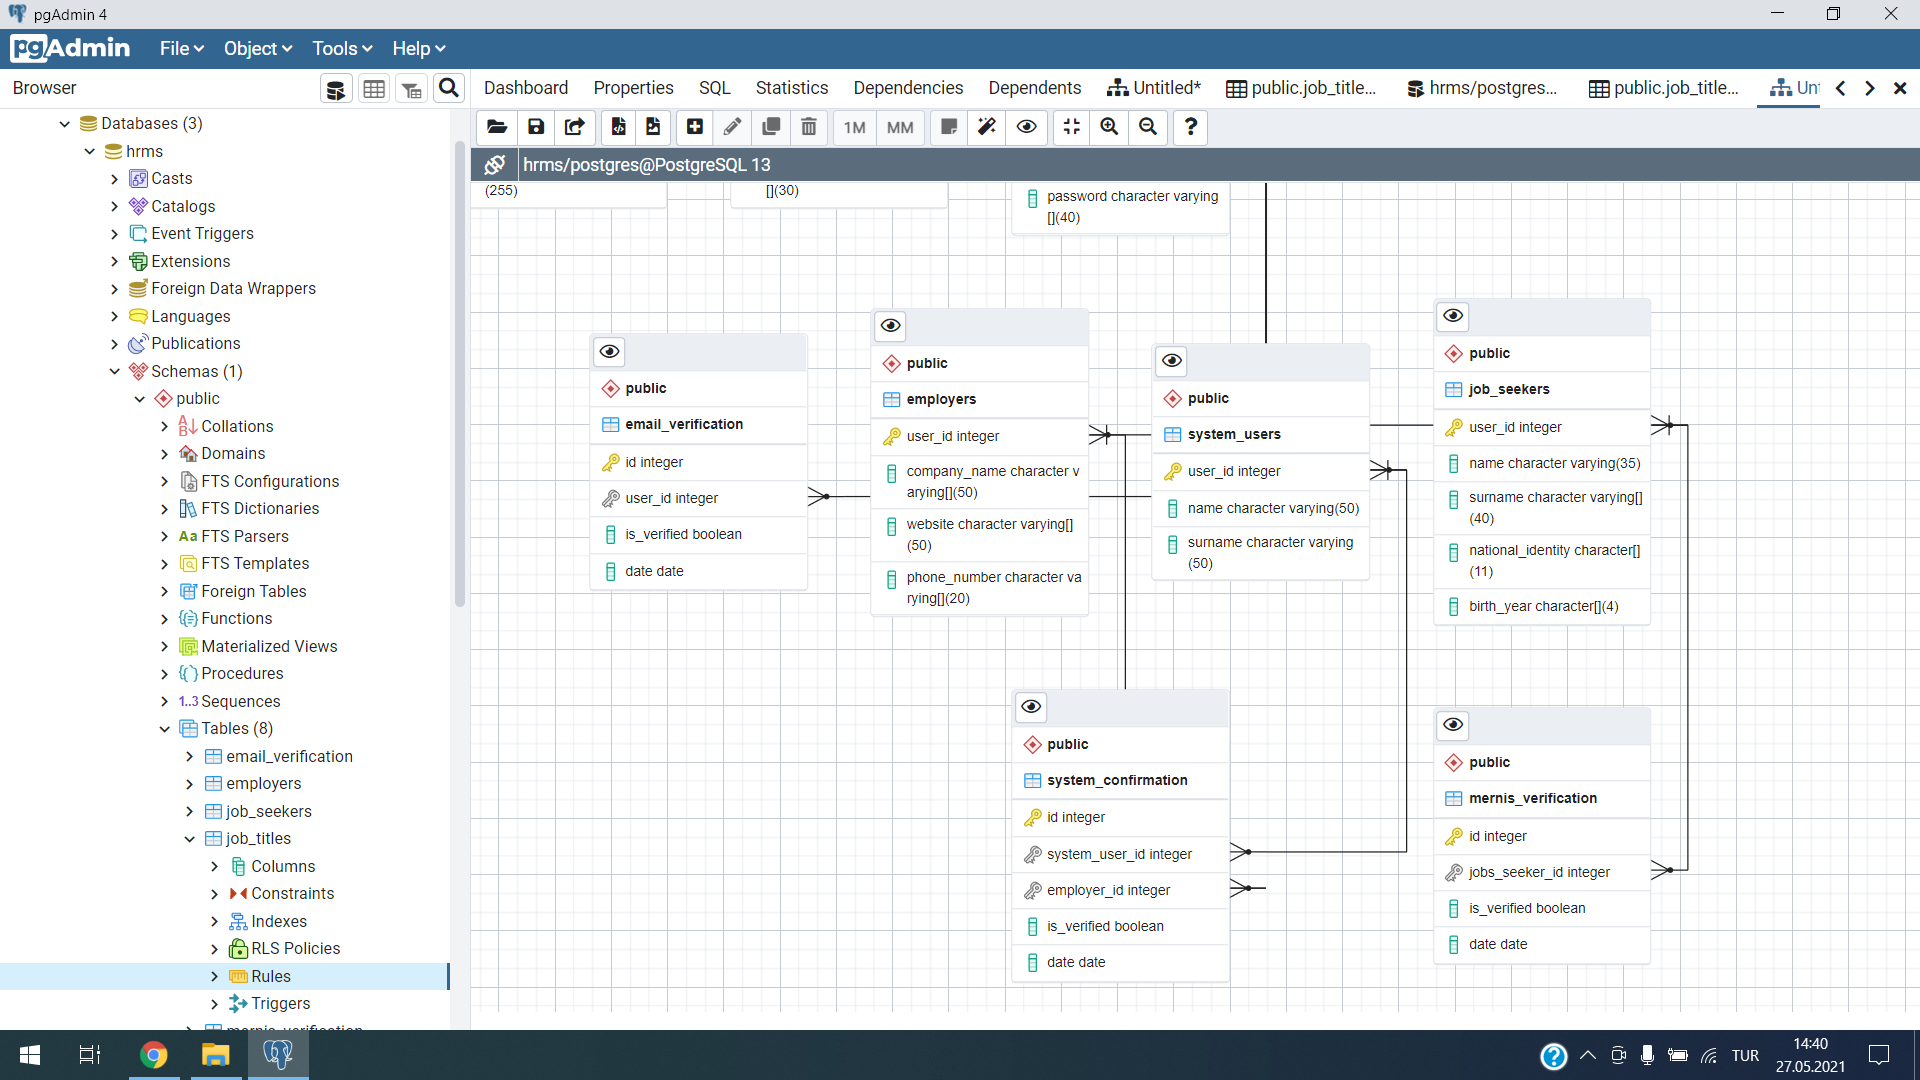 pgAdmin 4
pgAdmin
File
Object
Tools
Help
Browser
Dashboard
Properties
SQL
Statistics
Dependencies
Dependents
Untitled*
public.job_title...
hrms/postgres...
public.job_title...
Un
1M
MM
?
hrms/postgres@PostgreSQL 13
Databases (3)
hrms
Casts
Catalogs
Event Triggers
Extensions
Foreign Data Wrappers
Languages
Publications
Schemas (1)
public
Collations
Domains
FTS Configurations
FTS Dictionaries
Aa FTS Parsers
FTS Templates
Foreign Tables
Functions
Materialized Views
Procedures
1..3 Sequences
Tables (8)
email_verification
employers
job_seekers
job_titles
Columns
Constraints
Indexes
RLS Policies
Rules
Triggers
mernis_verification
(255)
[](30)
password character varying
[](40)
public
email_verification
id integer
user_id integer
is_verified boolean
date date
public
employers
user_id integer
company_name character v
arying[](50)
website character varying[]
(50)
phone_number character va
rying[](20)
public
system_users
user_id integer
name character varying(50)
surname character varying
(50)
public
job_seekers
user_id integer
name character varying(35)
surname character varying[]
(40)
national_identity character[]
(11)
birth_year character[](4)
public
system_confirmation
id integer
system_user_id integer
employer_id integer
is_verified boolean
date date
public
mernis_verification
id integer
jobs_seeker_id integer
is_verified boolean
date date
?
TUR
14:40
27.05.2021